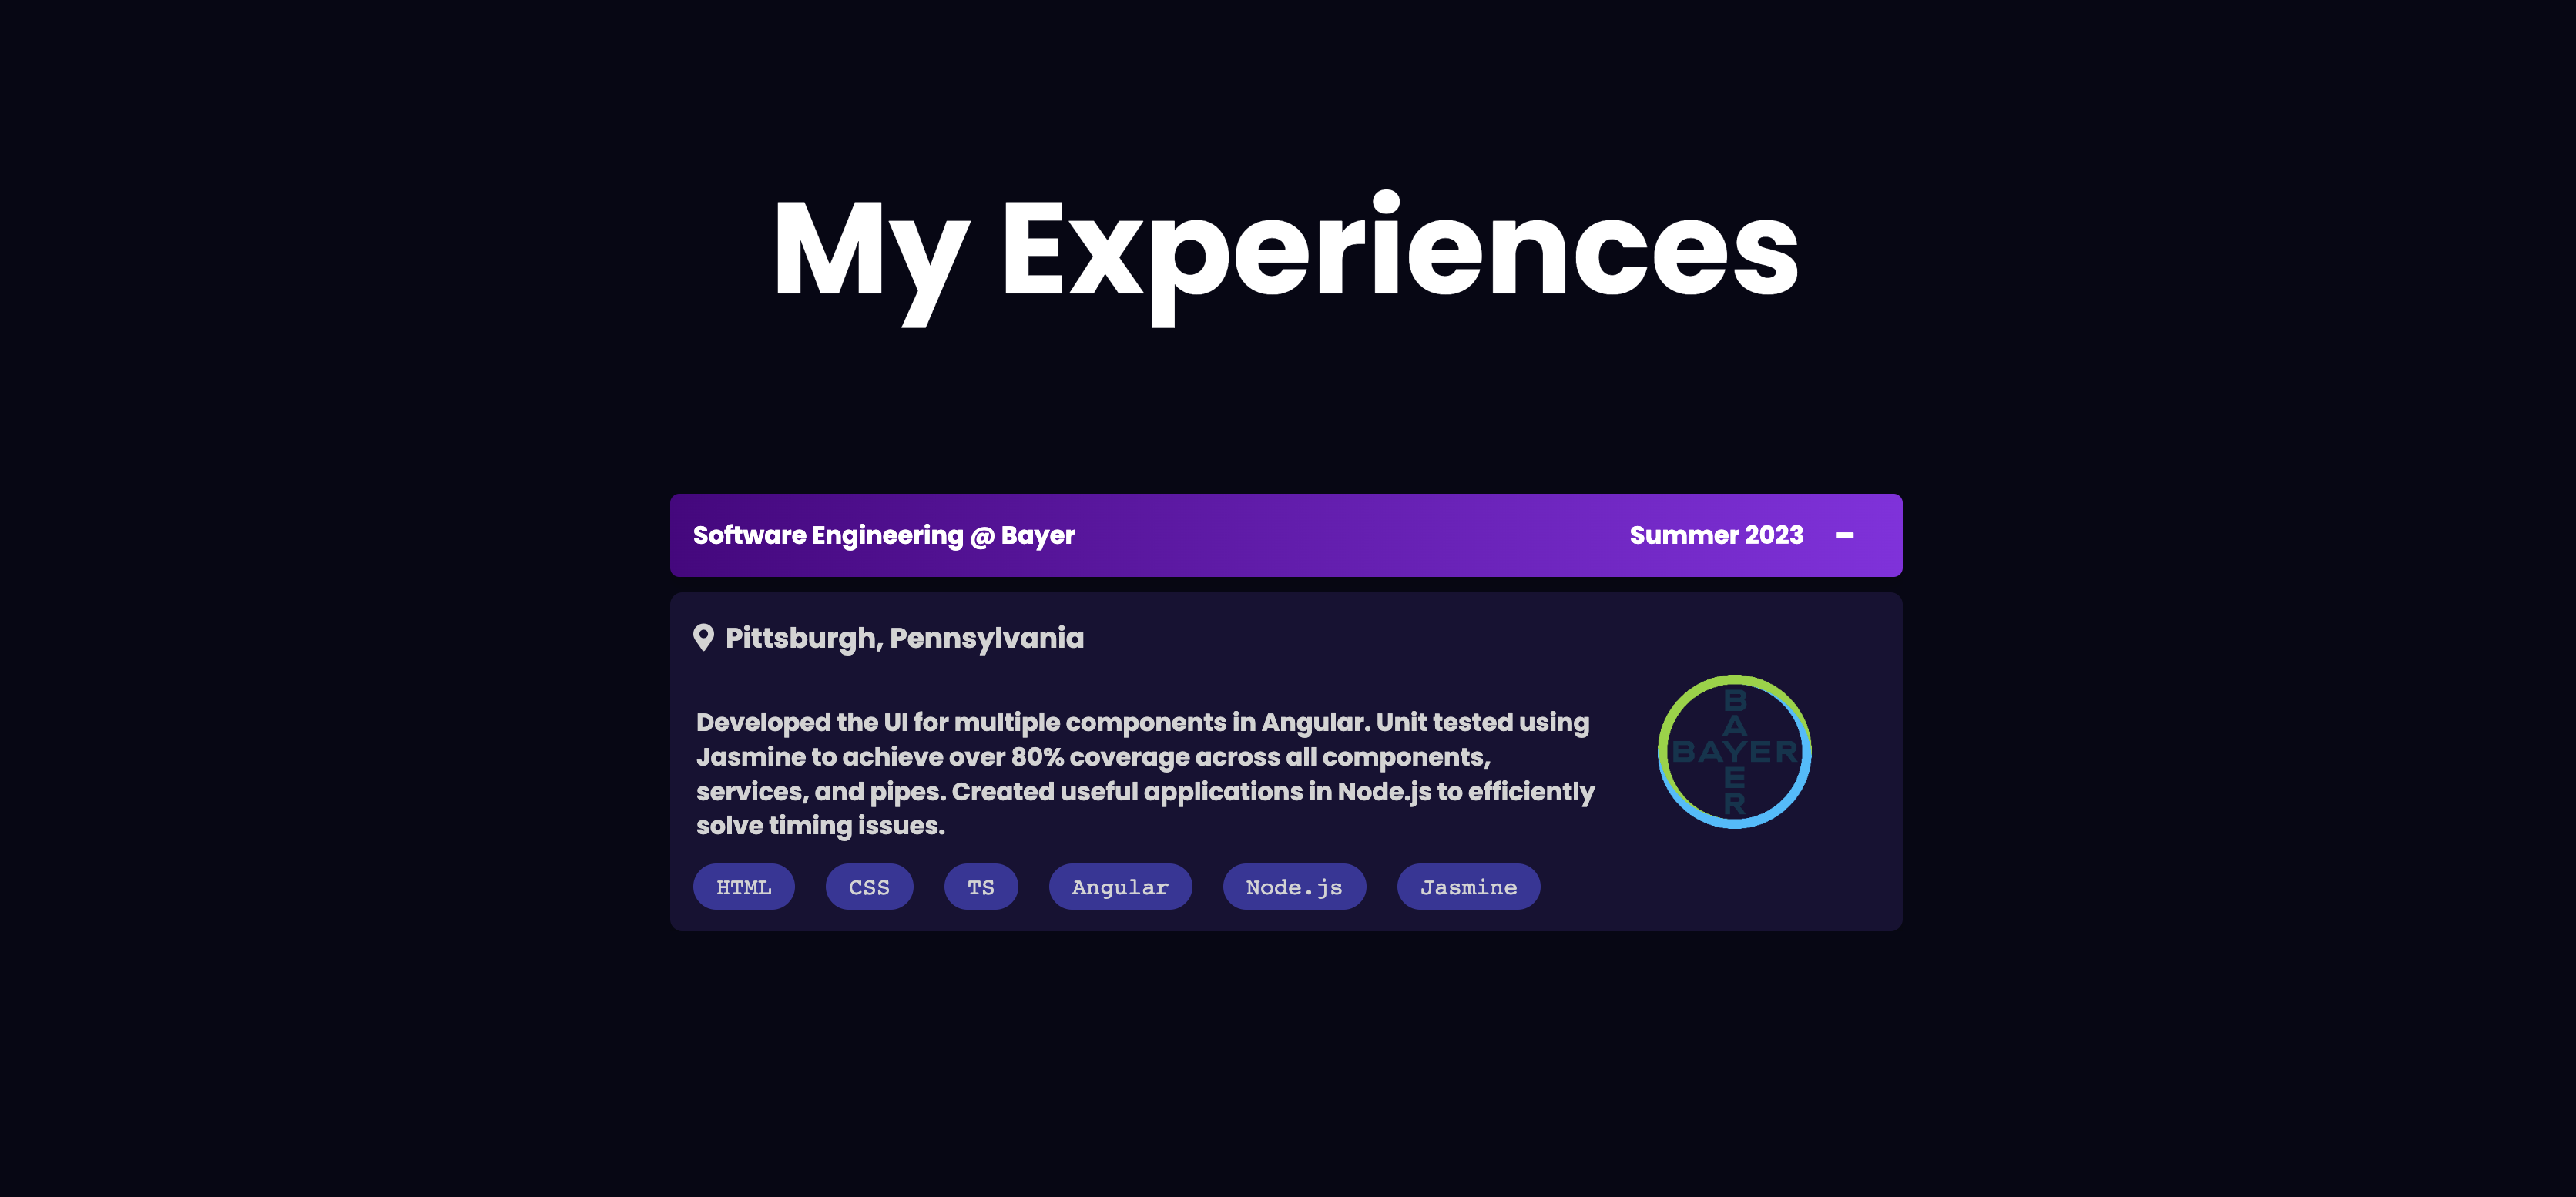 My Experiences
Software Engineering @ Bayer
Summer 2023
Pittsburgh, Pennsylvania
Developed the UI for multiple components in Angular. Unit tested using
Jasmine to achieve over 80% coverage across all components,
services, and pipes. Created useful applications in Node.js to efficiently
solve timing issues.
BAYER
BAYER
HTML
CSS
TS
Angular
Node.js
Jasmine